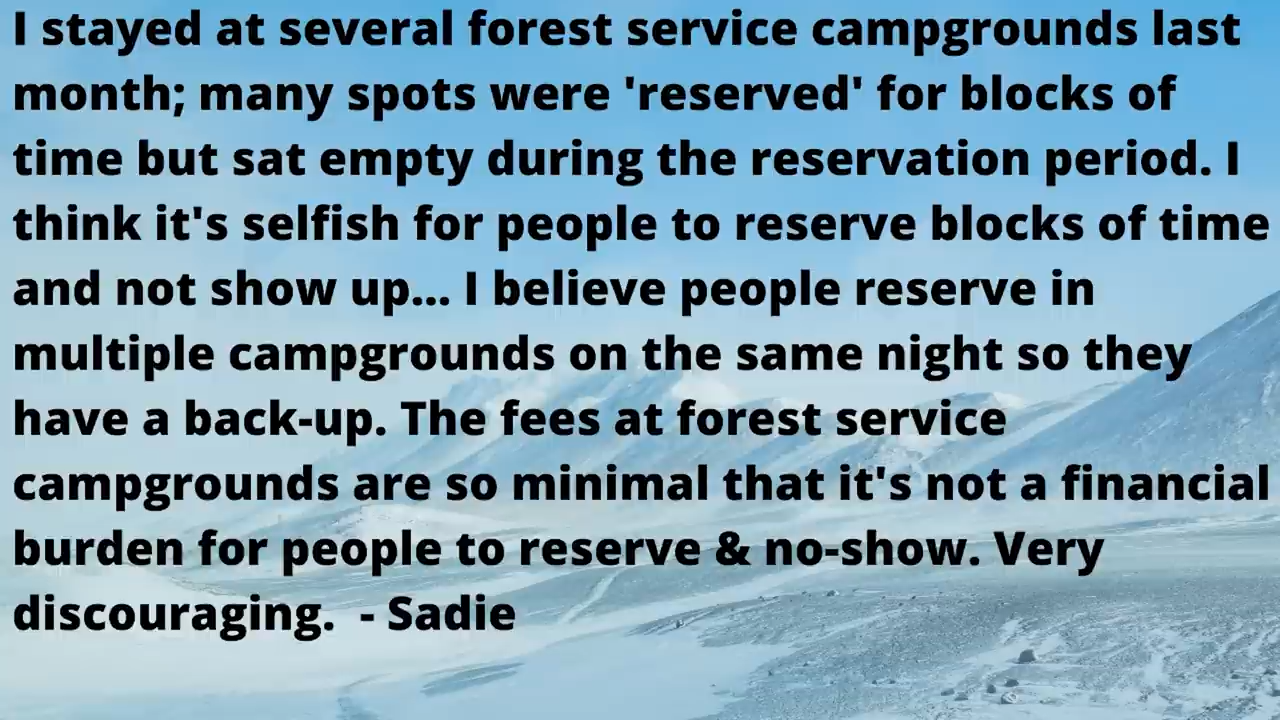 I stayed at several forest service campgrounds last
month; many spots were 'reserved' for blocks of
time but sat empty during the reservation period. I
think it's selfish for people to reserve blocks of time
and not show up... I believe people reserve in
multiple campgrounds on the same night so they
have a back-up. The fees at forest service
campgrounds are so minimal that it's not a financial
burden for people to reserve & no-show. Very
discouraging.  - Sadie